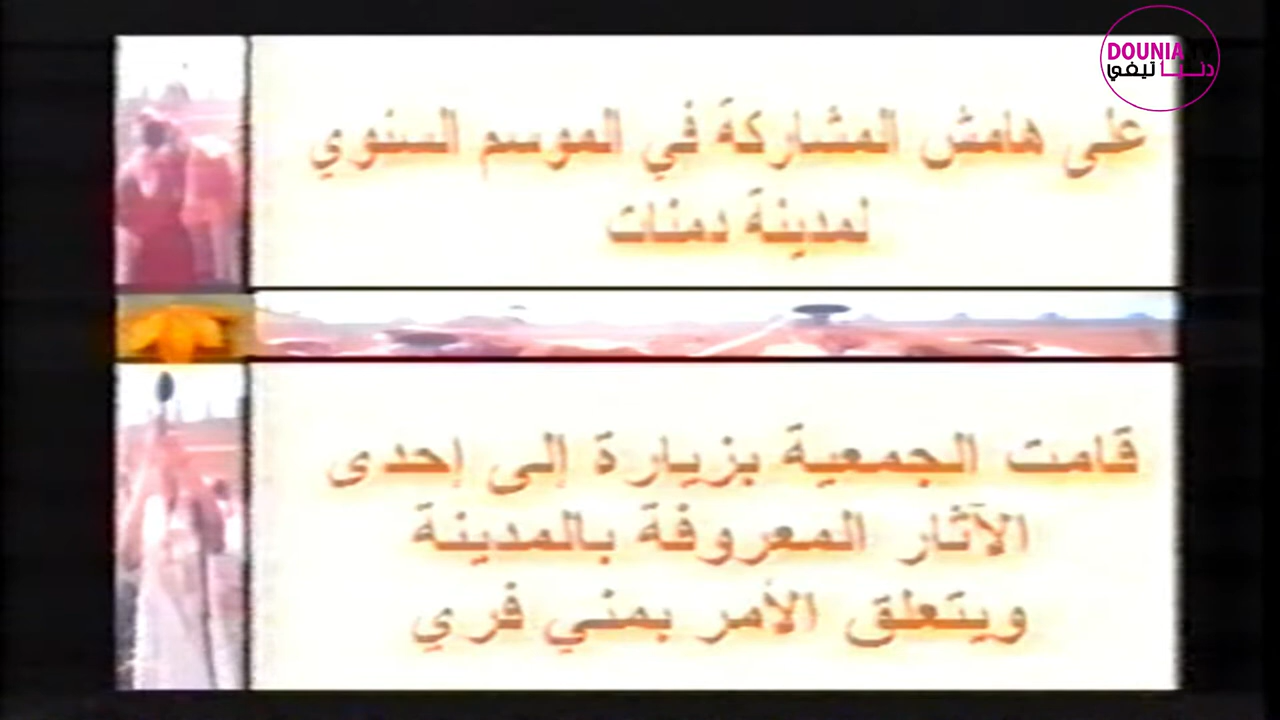 DOUNIA TV
دنيا تيفي
على هامش المشاركة في الموسم السنوي
لمدينة دمنات
قامت الجمعية بزيارة إلى إحدى
الآثار المعروفة بالمدينة
ويتعلق الأمر بمني فري